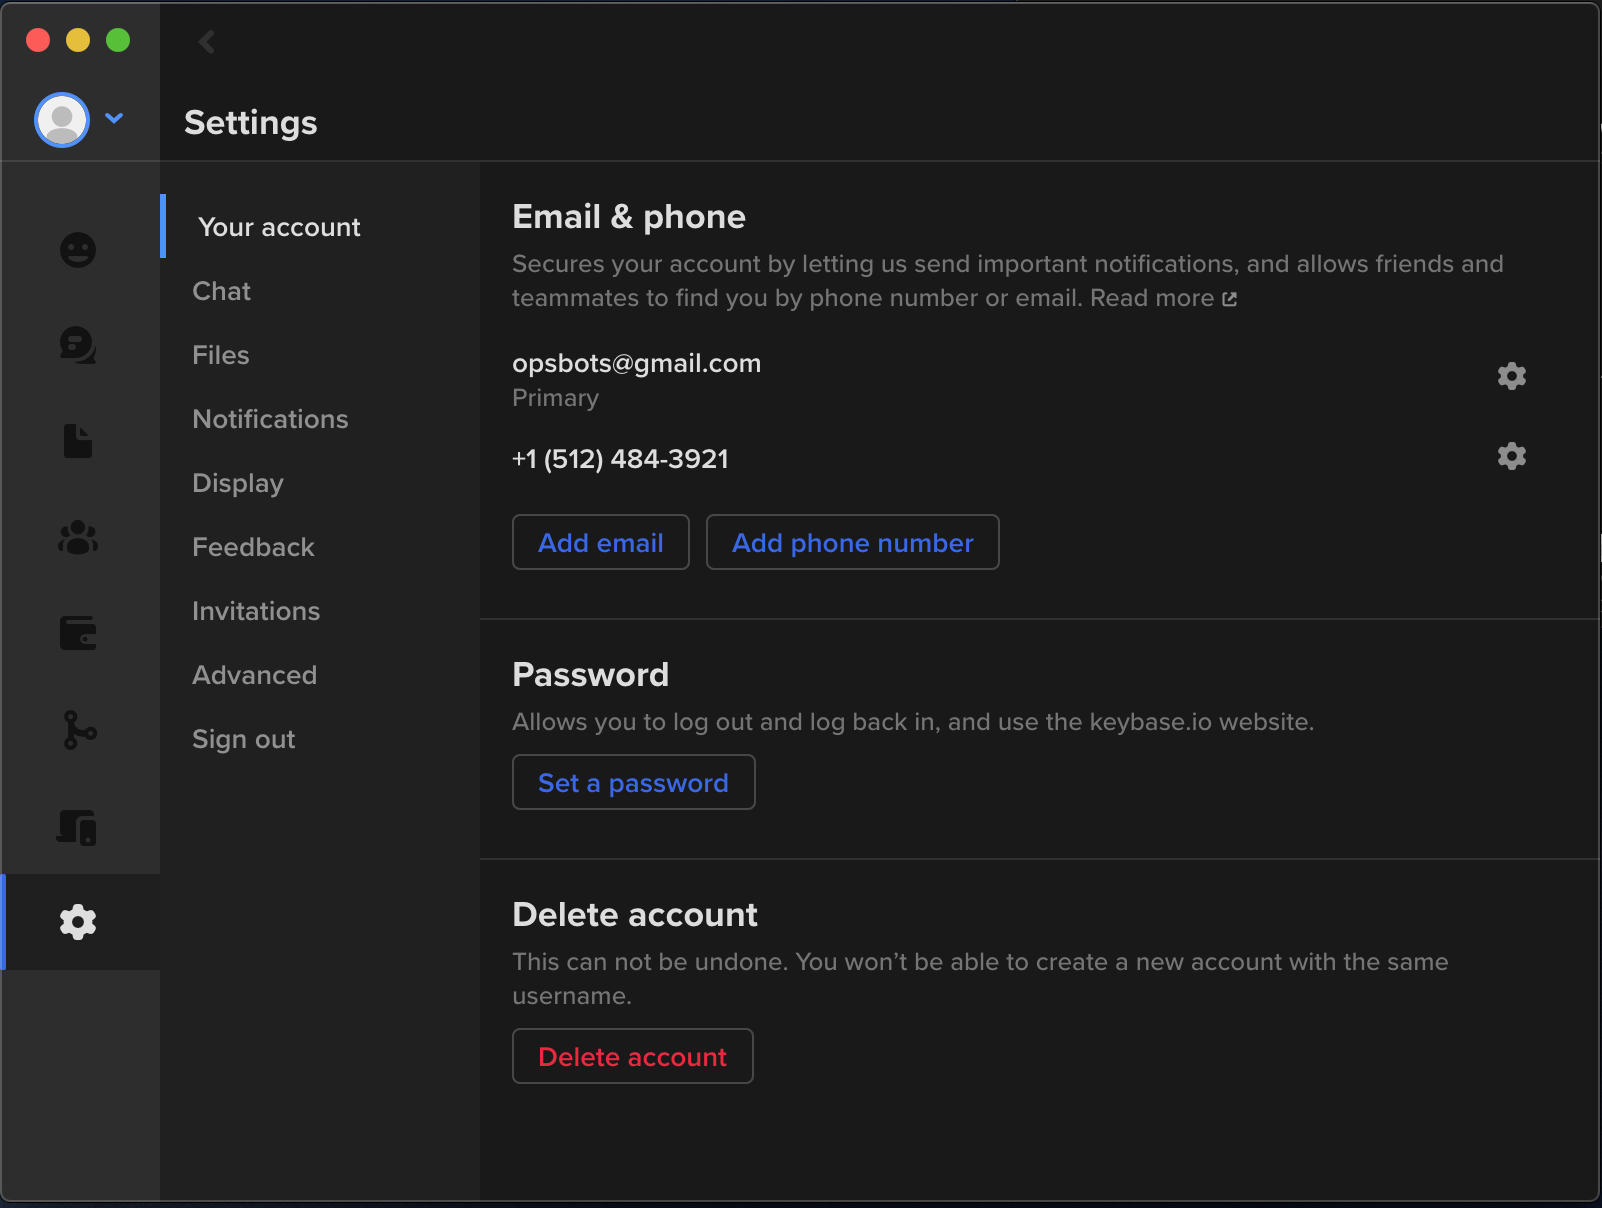 Settings
Your account
Chat
Files
Notifications
Display
Feedback
Invitations
Advanced
Sign out
Email & phone
Secures your account by letting us send important notifications, and allows friends and
teammates to find you by phone number or email. Read more
opsbots@gmail.com
Primary
+1 (512) 484-3921
Add email
Add phone number
Password
Allows you to log out and log back in, and use the keybase.io website.
Set a password
Delete account
This can not be undone. You won’t be able to create a new account with the same
username.
Delete account